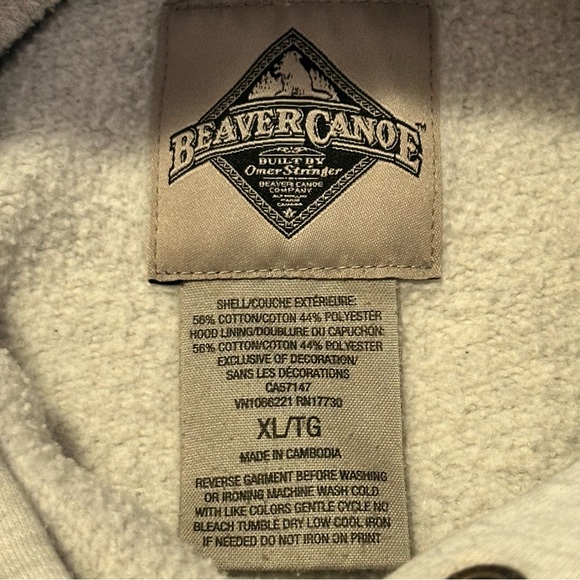 BEAVER CANOE™
BUILT BY
Omer Stringer
BEAVER CANOE
COMPANY
CANADA
SHELL/COUCHE EXTÉRIEURE:
56% COTTON/COTON 44% POLYESTER
HOOD LINING/DOUBLURE DU CAPUCHON:
56% COTTON/COTON 44% POLYESTER
EXCLUSIVE OF DECORATION/
SANS LES DÉCORATIONS
CA57147
VN1066221 RN17730
XL/TG
MADE IN CAMBODIA
REVERSE GARMENT BEFORE WASHING
OR IRONING MACHINE WASH COLD
WITH LIKE COLORS GENTLE CYCLE NO
BLEACH TUMBLE DRY LOW COOL IRON
IF NEEDED DO NOT IRON ON PRINT